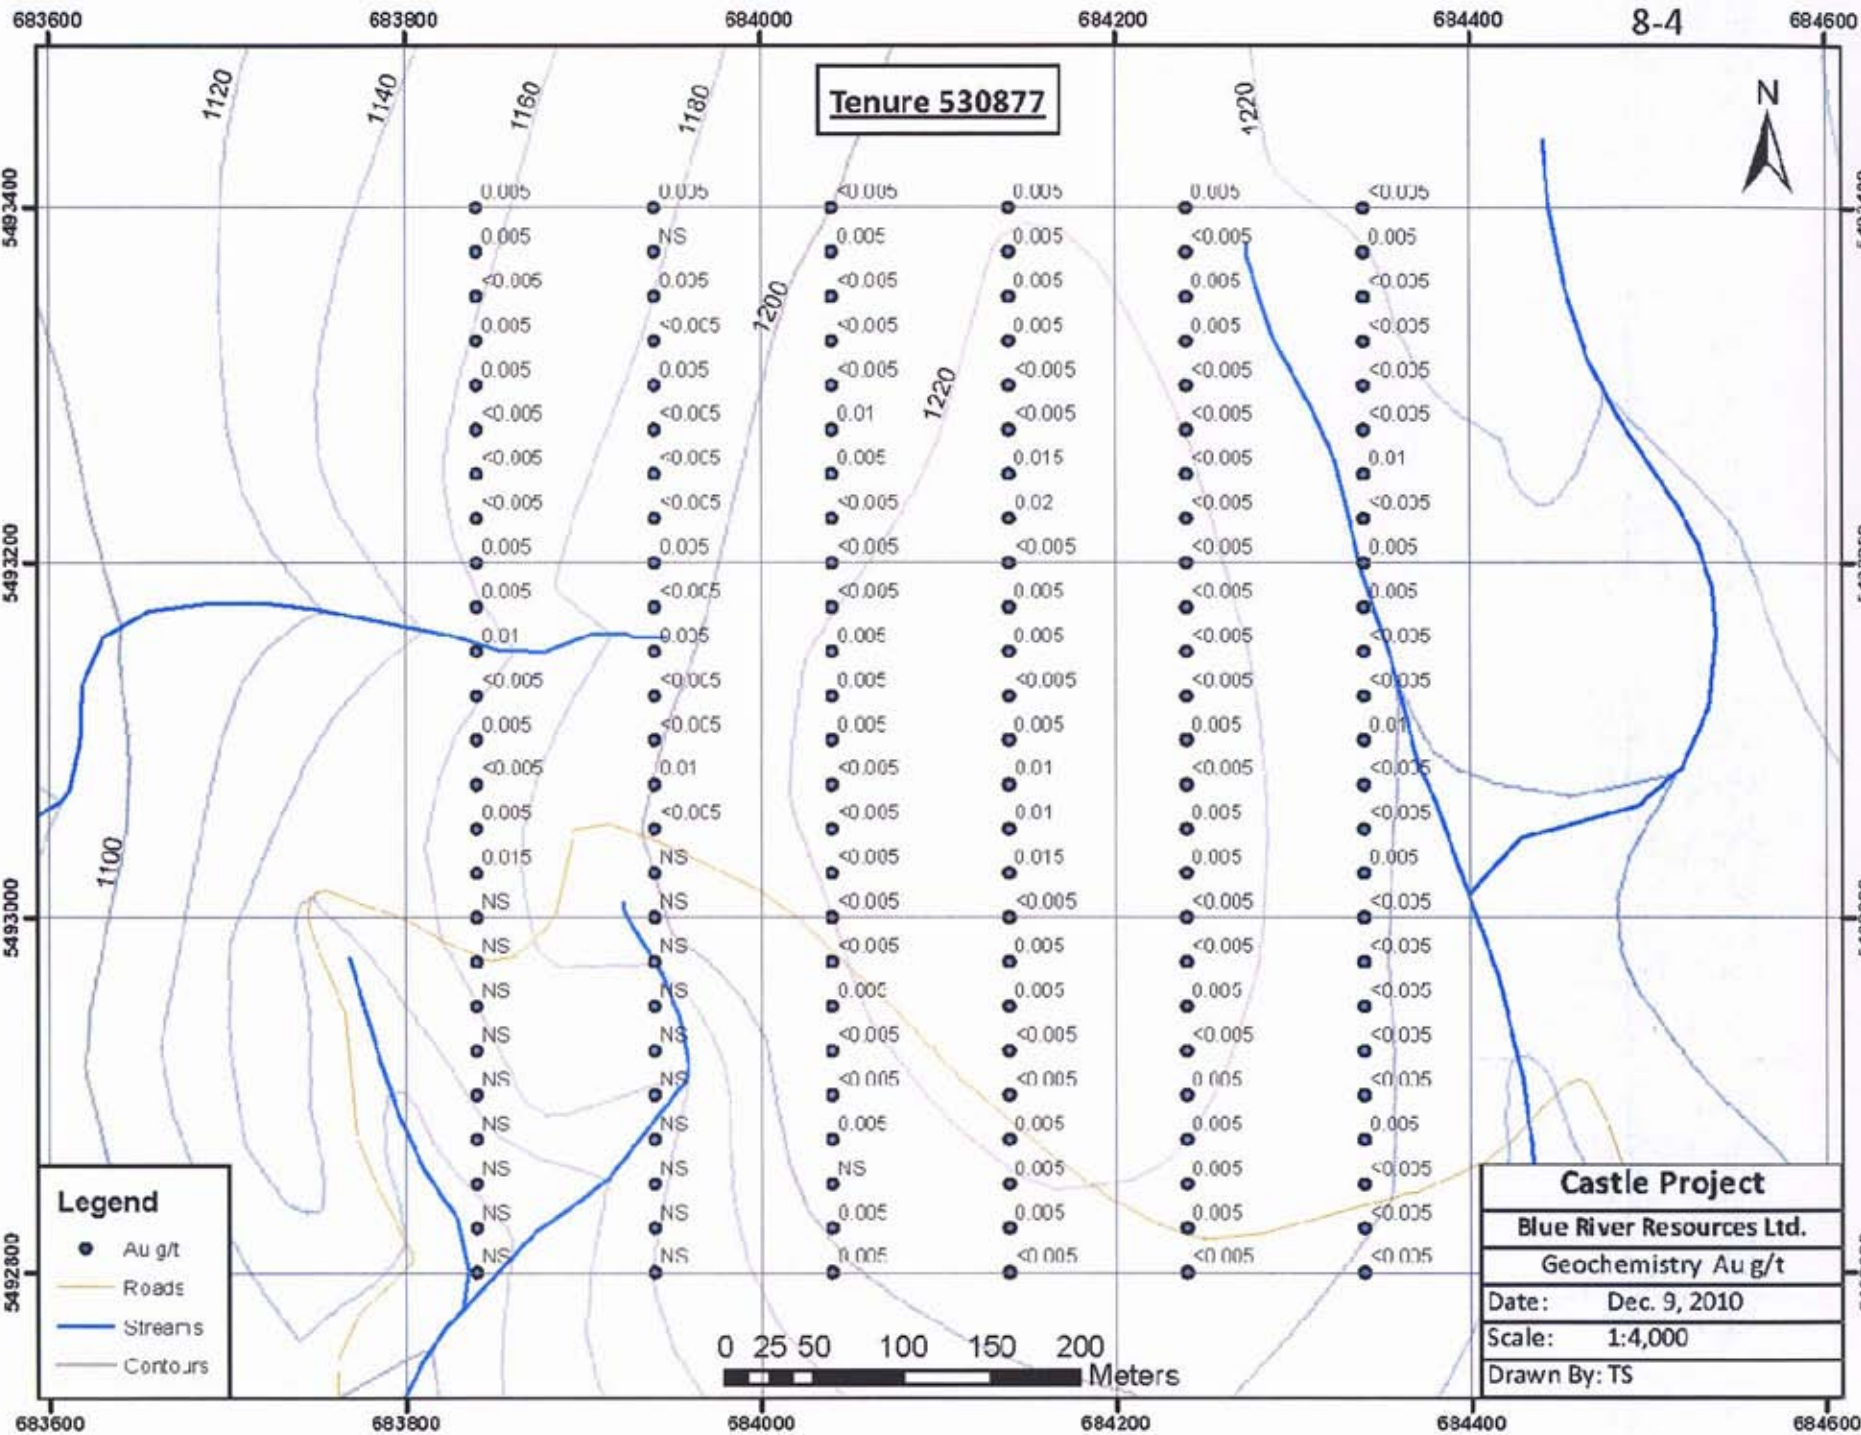 683600 683800 684000 684200 684400 8-4 684600
1120
1140
1160
1180
Tenure 530877
1220
N
5493400
0.005 0.005 <0.005 0.005 0.005 <0.005
0.005 NS 0.005 0.005 <0.005 0.005
<0.005 0.005 <0.005 0.005 0.005 <0.005
0.005 <0.005 <0.005 0.005 0.005 <0.005
1200
0.005 0.005 <0.005 <0.005 <0.005 <0.005
1220
<0.005 <0.005 0.01 <0.005 <0.005 <0.005
<0.005 <0.005 0.005 0.015 <0.005 0.01
<0.005 <0.005 <0.005 0.02 <0.005 <0.005
5493200
0.005 0.005 <0.005 <0.005 <0.005 0.005
0.005 <0.005 <0.005 0.005 <0.005 0.005
0.01 0.005 0.005 0.005 <0.005 <0.005
<0.005 <0.005 0.005 <0.005 <0.005 <0.005
0.005 <0.005 0.005 0.005 0.005 0.01
<0.005 0.01 <0.005 0.01 <0.005 <0.005
0.005 <0.005 <0.005 0.01 0.005 <0.005
1100
0.015 NS <0.005 0.015 0.005 0.005
5493000
NS NS <0.005 <0.005 <0.005 <0.005
NS NS <0.005 0.005 <0.005 <0.005
NS NS 0.005 0.005 0.005 <0.005
NS NS <0.005 <0.005 <0.005 <0.005
NS NS <0.005 <0.005 0.005 <0.005
NS NS 0.005 0.005 0.005 0.005
NS NS NS 0.005 0.005 <0.005
NS NS 0.005 0.005 0.005 <0.005
5492800
NS NS 0.005 <0.005 <0.005 <0.005
Legend
Au g/t
Roads
Streams
Contours
0 25 50 100 150 200
Meters
Castle Project
Blue River Resources Ltd.
Geochemistry Au g/t
Date: Dec. 9, 2010
Scale: 1:4,000
Drawn By: TS
683600 683800 684000 684200 684400 684600